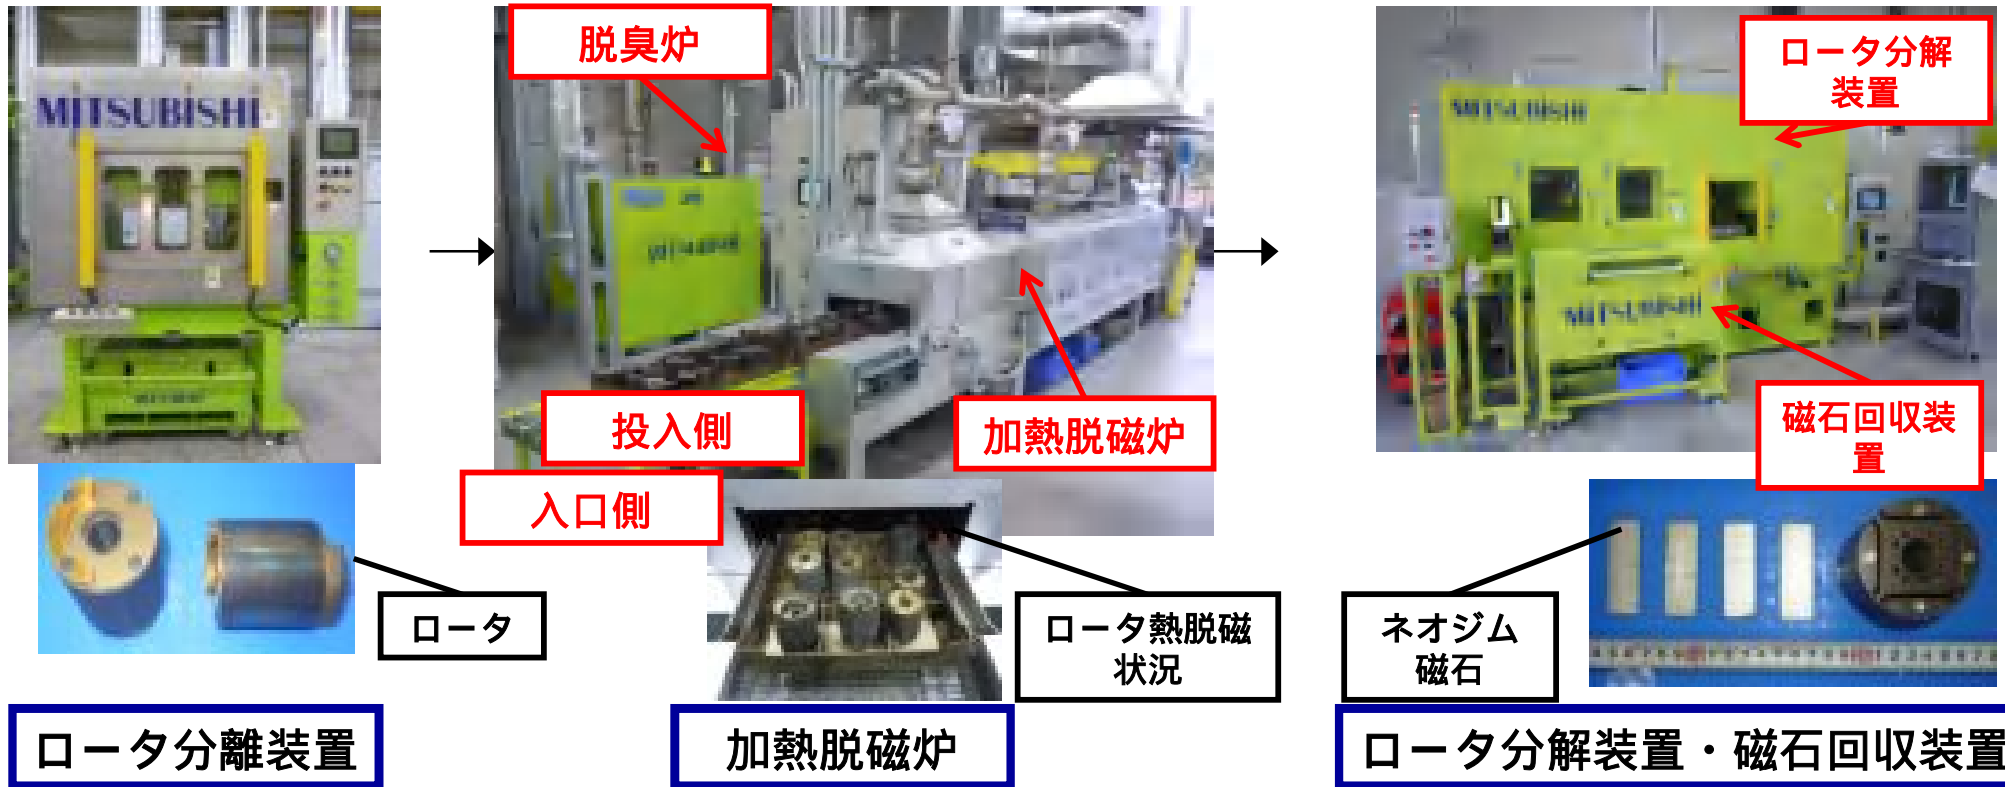 MITSUBISHI
脱臭炉
MITSUBISHI
投入側
入口側
加熱脱磁炉
ロータ分解
装置
MITSUBISHI
MITSUBISHI
磁石回収装
置
ロータ
ロータ熱脱磁
状況
ネオジム
磁石
ロータ分離装置
加熱脱磁炉
ロータ分解装置・磁石回収装置